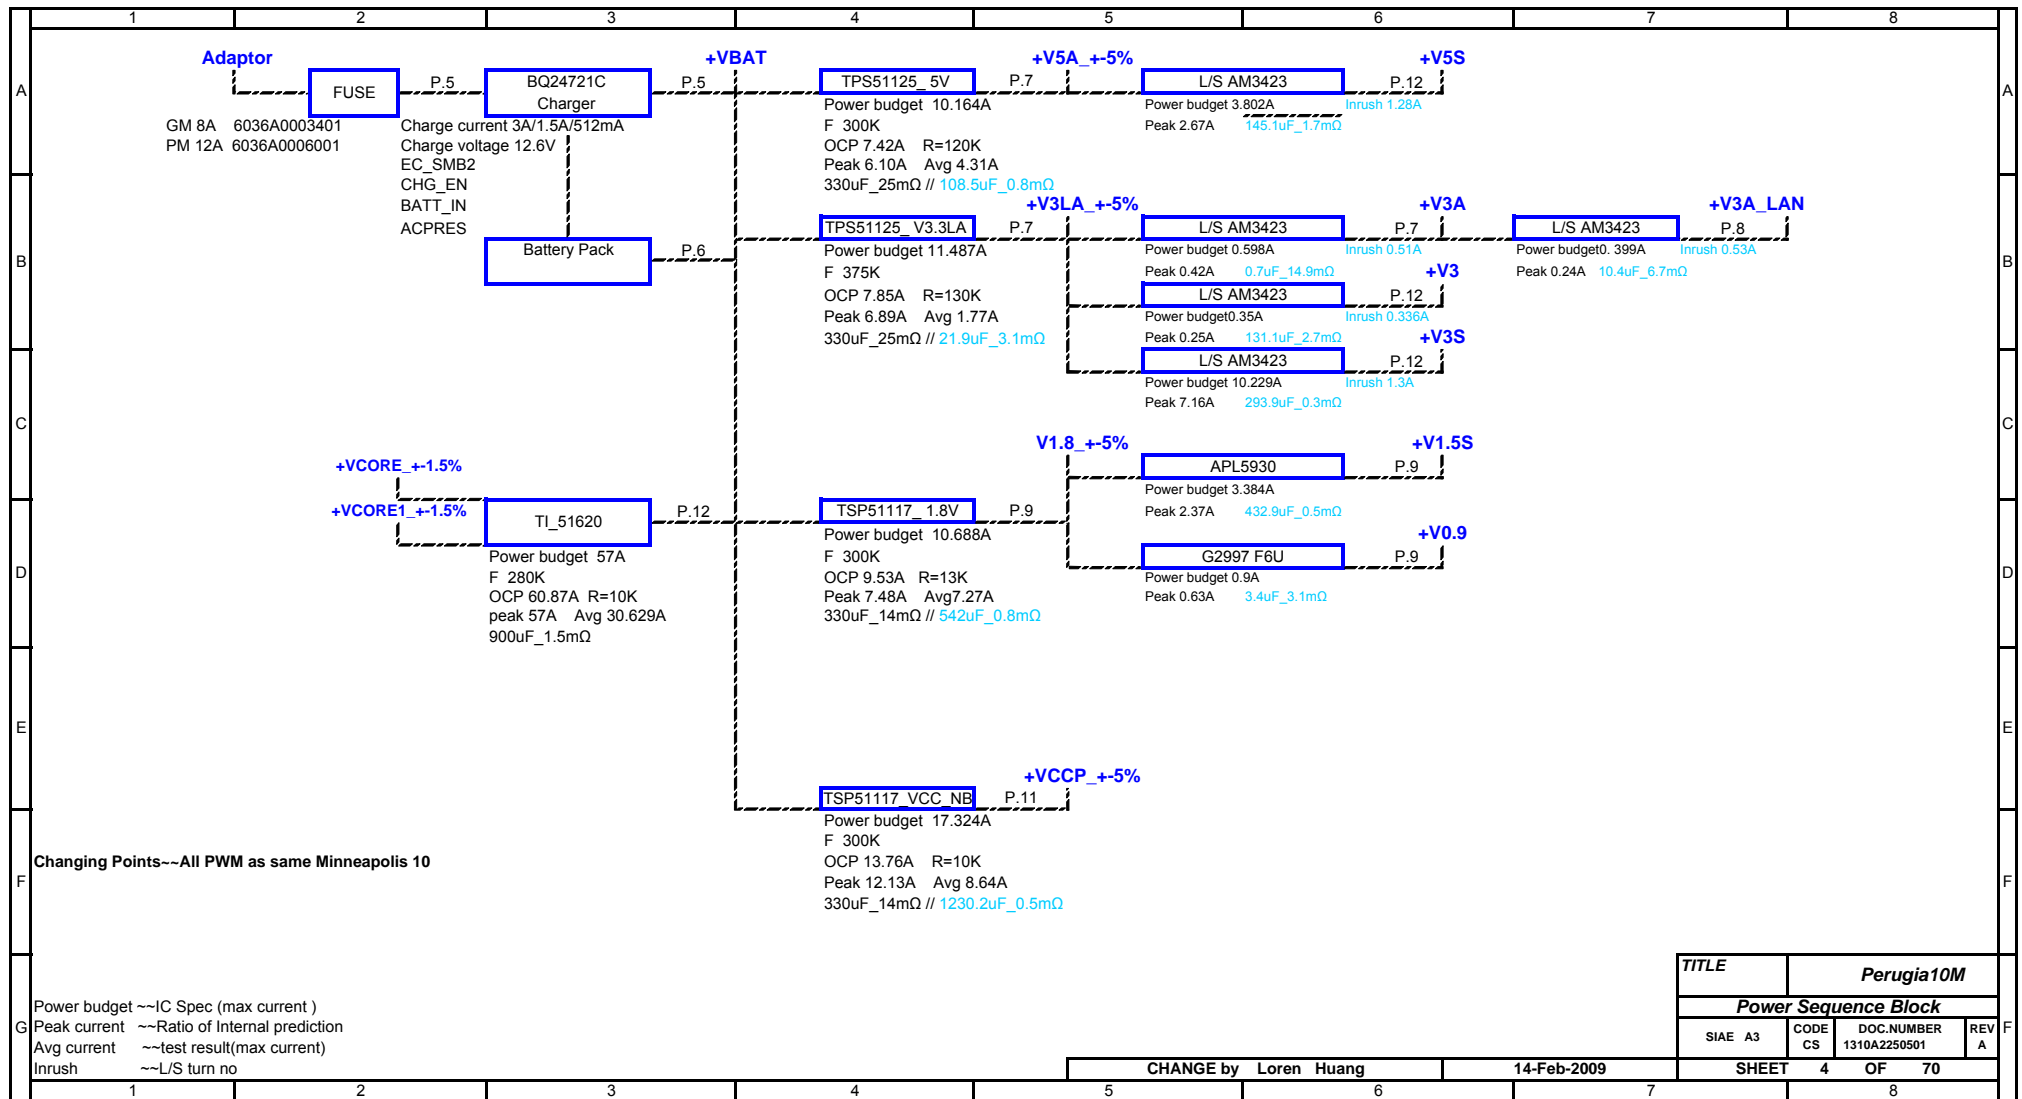 1 2 3 4 5 6 7 8
A A
B B
C C
D D
E E
F F
G F
Adaptor
FUSE
P.5
GM 8A 6036A0003401
PM 12A 6036A0006001
BQ24721C
Charger
P.5
Charge current 3A/1.5A/512mA
Charge voltage 12.6V
EC_SMB2
CHG_EN
BATT_IN
ACPRES
Battery Pack
P.6
+VBAT
TPS51125_ 5V
P.7
Power budget 10.164A
F 300K
OCP 7.42A R=120K
Peak 6.10A Avg 4.31A
330uF_25mΩ // 108.5uF_0.8mΩ
+V5A_+-5%
L/S AM3423
P.12
+V5S
Power budget 3.802A
Inrush 1.28A
Peak 2.67A 145.1uF_1.7mΩ
TPS51125_ V3.3LA
P.7
Power budget 11.487A
F 375K
OCP 7.85A R=130K
Peak 6.89A Avg 1.77A
330uF_25mΩ // 21.9uF_3.1mΩ
+V3LA_+-5%
L/S AM3423
P.7
+V3A
Power budget 0.598A
Inrush 0.51A
Peak 0.42A 0.7uF_14.9mΩ
L/S AM3423
P.8
+V3A_LAN
Power budget0. 399A
Inrush 0.53A
Peak 0.24A 10.4uF_6.7mΩ
+V3
L/S AM3423
P.12
Power budget0.35A
Inrush 0.336A
Peak 0.25A 131.1uF_2.7mΩ
+V3S
L/S AM3423
P.12
Power budget 10.229A
Inrush 1.3A
Peak 7.16A 293.9uF_0.3mΩ
+VCORE_+-1.5%
+VCORE1_+-1.5%
TI_51620
P.12
Power budget 57A
F 280K
OCP 60.87A R=10K
peak 57A Avg 30.629A
900uF_1.5mΩ
TSP51117_ 1.8V
P.9
Power budget 10.688A
F 300K
OCP 9.53A R=13K
Peak 7.48A Avg7.27A
330uF_14mΩ // 542uF_0.8mΩ
V1.8_+-5%
APL5930
P.9
+V1.5S
Power budget 3.384A
Peak 2.37A 432.9uF_0.5mΩ
G2997 F6U
P.9
+V0.9
Power budget 0.9A
Peak 0.63A 3.4uF_3.1mΩ
TSP51117_VCC_NB
P.11
+VCCP_+-5%
Power budget 17.324A
F 300K
OCP 13.76A R=10K
Peak 12.13A Avg 8.64A
330uF_14mΩ // 1230.2uF_0.5mΩ
Changing Points~~All PWM as same Minneapolis 10
Power budget ~~IC Spec (max current )
Peak current ~~Ratio of Internal prediction
Avg current ~~test result(max current)
Inrush ~~L/S turn no
TITLE
Perugia10M
Power Sequence Block
SIAE A3
CODE
CS
DOC.NUMBER
1310A2250501
REV
A
CHANGE by Loren Huang 14-Feb-2009 SHEET 4 OF 70
1 2 3 4 5 6 7 8